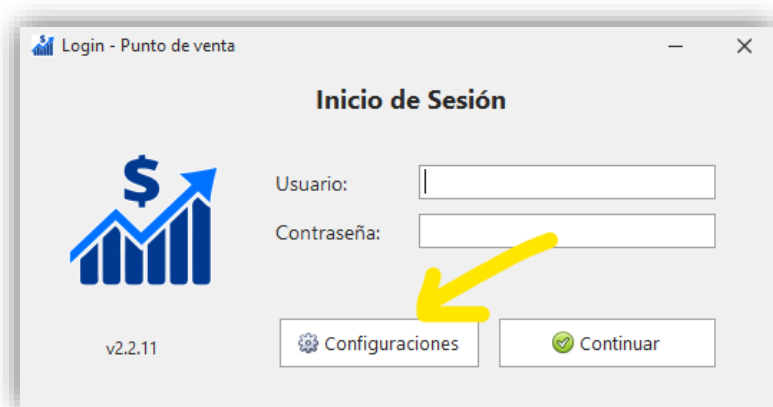 Login - Punto de venta
Inicio de Sesión
$
Usuario:
Contraseña:
v2.2.11
Configuraciones
Continuar